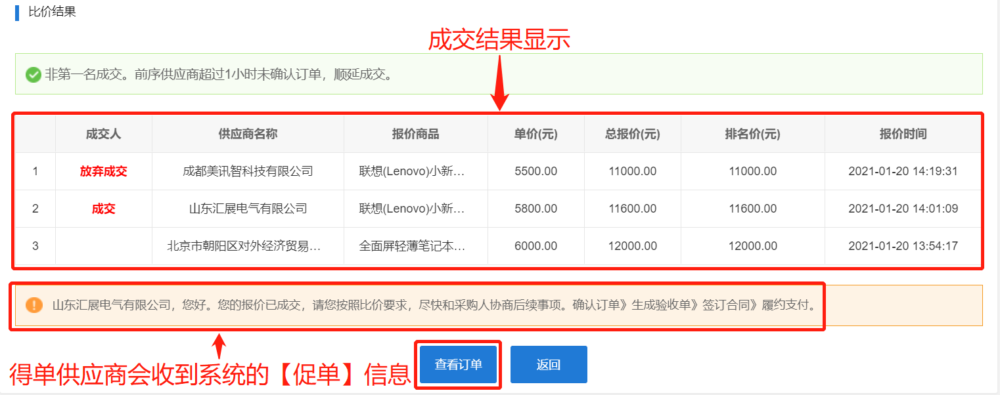 比价结果
成交结果显示
非第一名成交。前序供应商超过1小时未确认订单，顺延成交。
成交人 供应商名称 报价商品 单价(元) 总报价(元) 排名价(元) 报价时间
1 放弃成交 成都美讯智科技有限公司 联想(Lenovo)小新... 5500.00 11000.00 11000.00 2021-01-20 14:19:31
2 成交 山东汇展电气有限公司 联想(Lenovo)小新... 5800.00 11600.00 11600.00 2021-01-20 14:01:09
3 北京市朝阳区对外经济贸易... 全面屏轻薄笔记本... 6000.00 12000.00 12000.00 2021-01-20 13:54:17
山东汇展电气有限公司，您好。您的报价已成交，请您按照比价要求，尽快和采购人协商后续事项。确认订单》生成验收单》签订合同》履约支付。
得单供应商会收到系统的【促单】信息
查看订单 返回